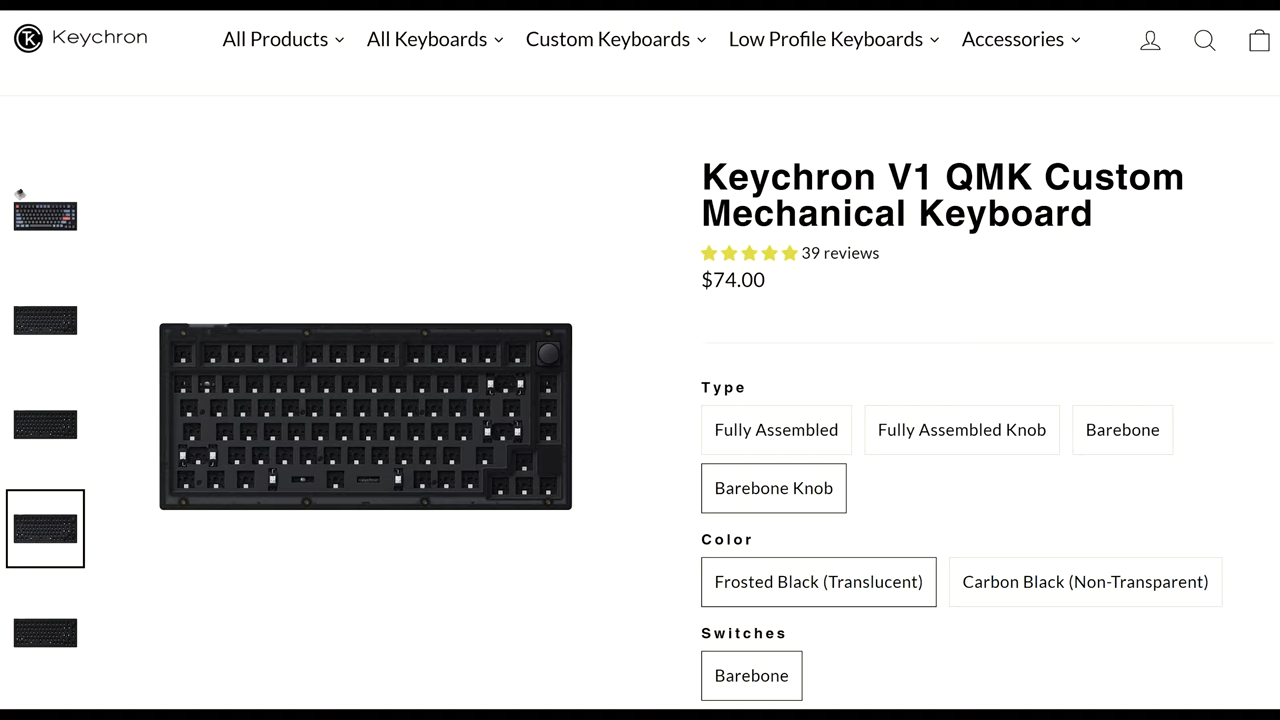 Keychron
All Products
All Keyboards
Custom Keyboards
Low Profile Keyboards
Accessories
Keychron V1 QMK Custom
Mechanical Keyboard
39 reviews
$74.00
Type
Fully Assembled
Fully Assembled Knob
Barebone
Barebone Knob
Color
Frosted Black (Translucent)
Carbon Black (Non-Transparent)
Switches
Barebone